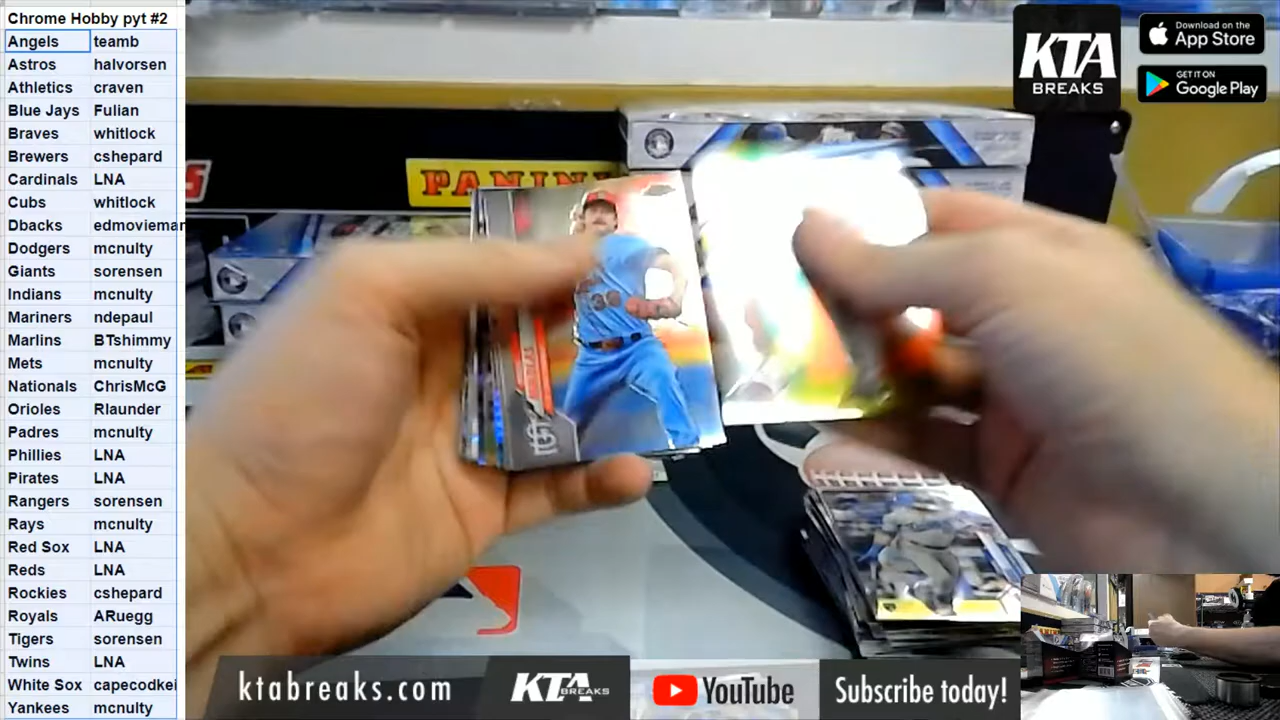 Chrome Hobby pyt #2
Angels teamb
Astros halvorsen
Athletics craven
Blue Jays Fulian
Braves whitlock
Brewers cshepard
Cardinals LNA
Cubs whitlock
Dbacks edmoviemar
Dodgers mcnulty
Giants sorensen
Indians mcnulty
Mariners ndepaul
Marlins BTshimmy
Mets mcnulty
Nationals ChrisMcG
Orioles Rlaunder
Padres mcnulty
Phillies LNA
Pirates LNA
Rangers sorensen
Rays mcnulty
Red Sox LNA
Reds LNA
Rockies cshepard
Royals ARuegg
Tigers sorensen
Twins LNA
White Sox capecodkei
Yankees mcnulty
KTA
BREAKS
Download on the
App Store
GET IT ON
Google Play
PANINI
ktabreaks.com
KTA
BREAKS
YouTube
Subscribe today!